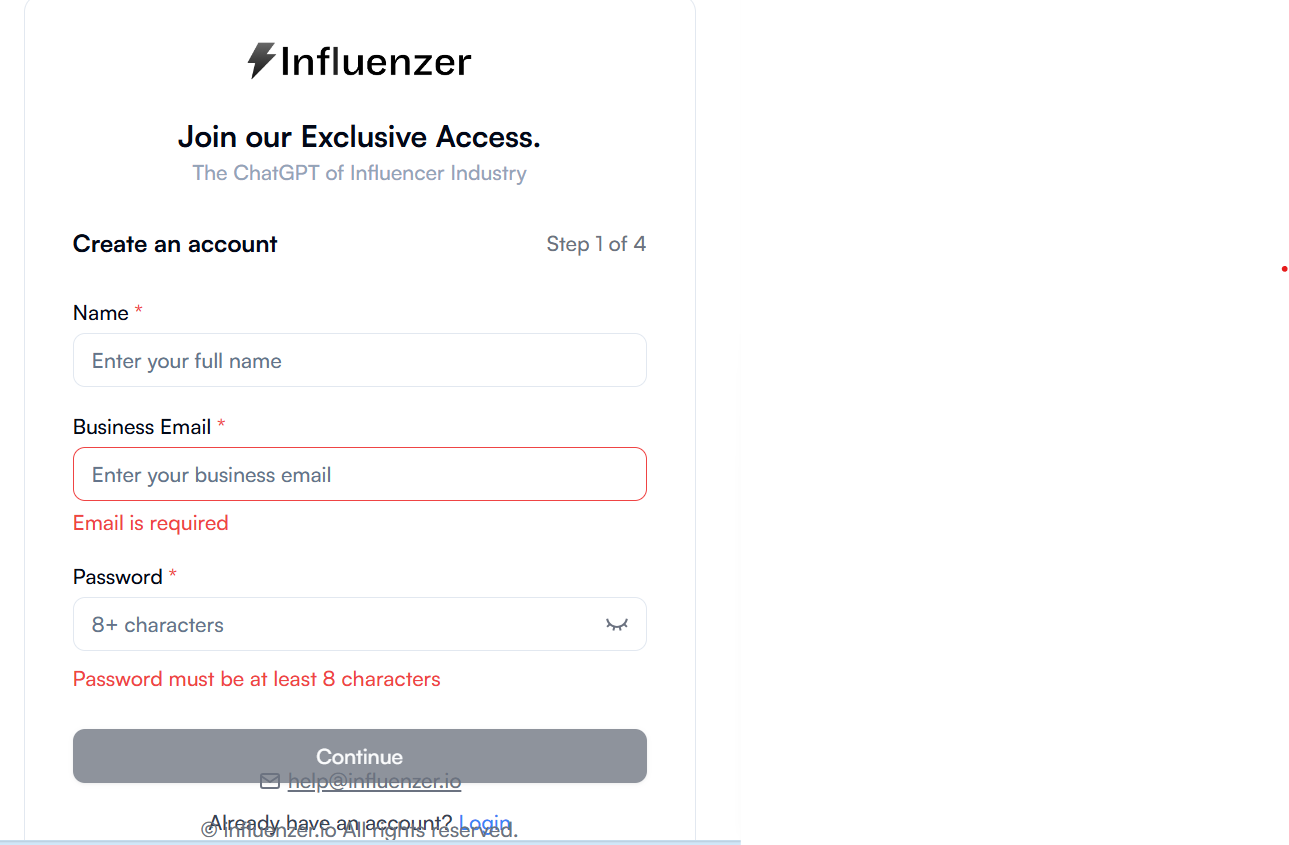 Influenzer
Join our Exclusive Access.
The ChatGPT of Influencer Industry
Create an account Step 1 of 4
Name *
Enter your full name
Business Email *
Enter your business email
Email is required
Password *
8+ characters
Password must be at least 8 characters
Continue
help@influenzer.io
Already have an account? Login
© Influenzer.io All rights reserved.